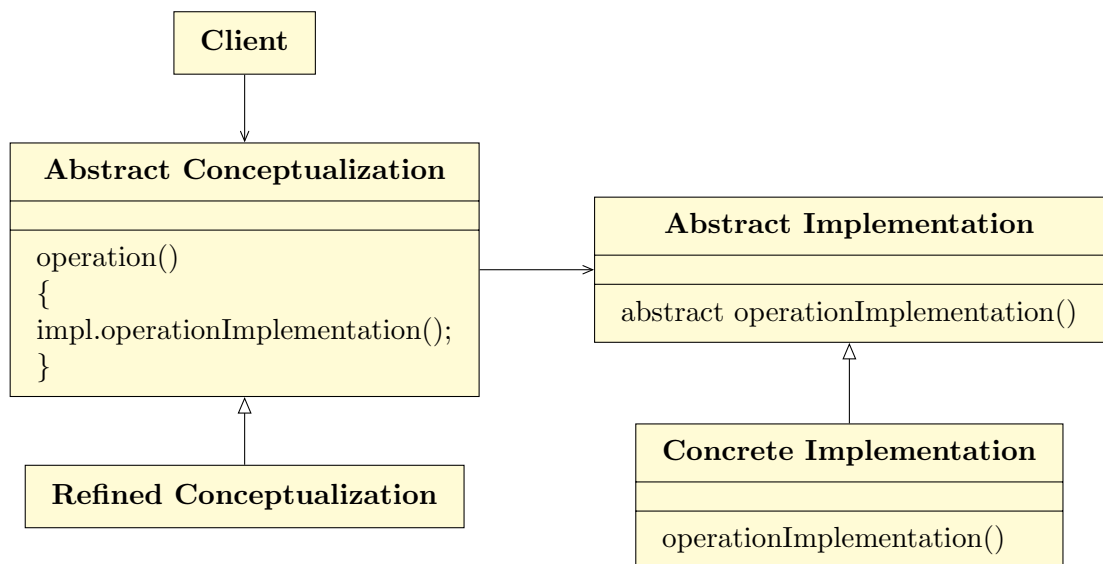 Client
Abstract Conceptualization
operation()
{
impl.operationImplementation();
}
Abstract Implementation
abstract operationImplementation()
Refined Conceptualization
Concrete Implementation
operationImplementation()